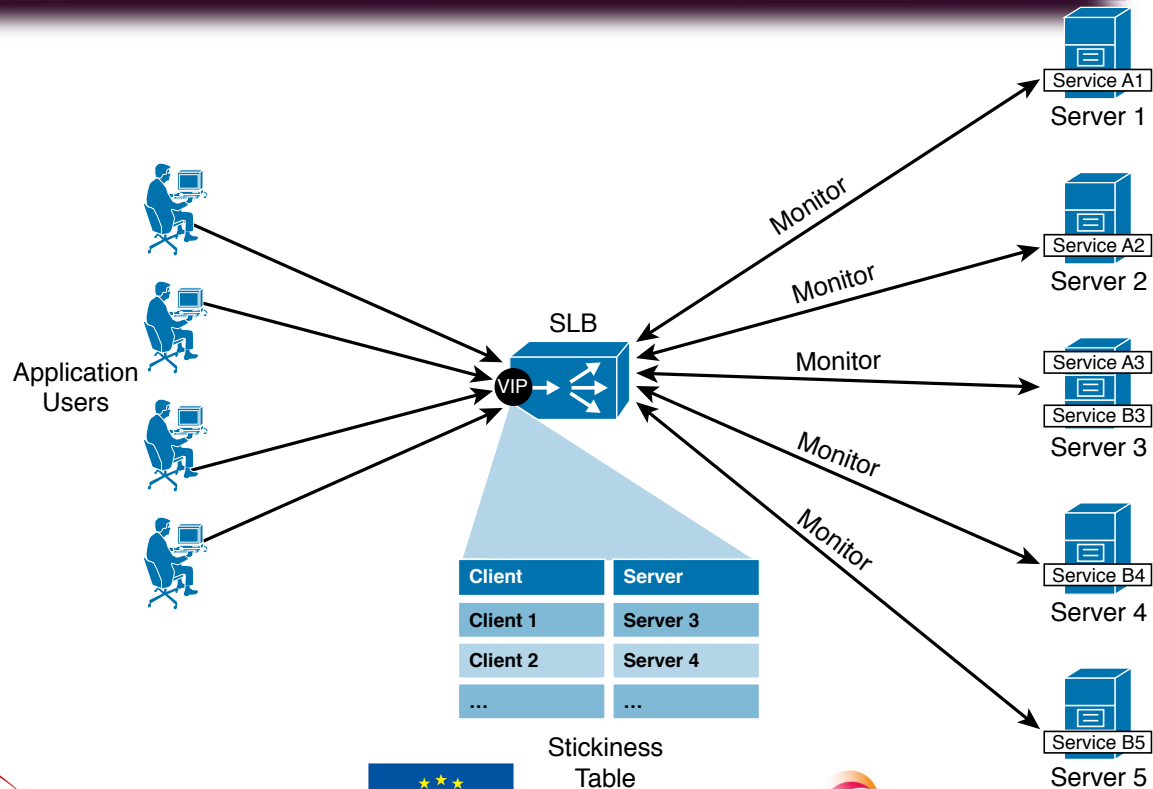 Service A1
Server 1
Monitor
Service A2
Server 2
Monitor
SLB
Application
Users
VIP
Monitor
Service A3
Service B3
Server 3
Monitor
Service B4
Server 4
Monitor
Client Server
Client 1 Server 3
Client 2 Server 4
... ...
Stickiness
Table
Service B5
Server 5